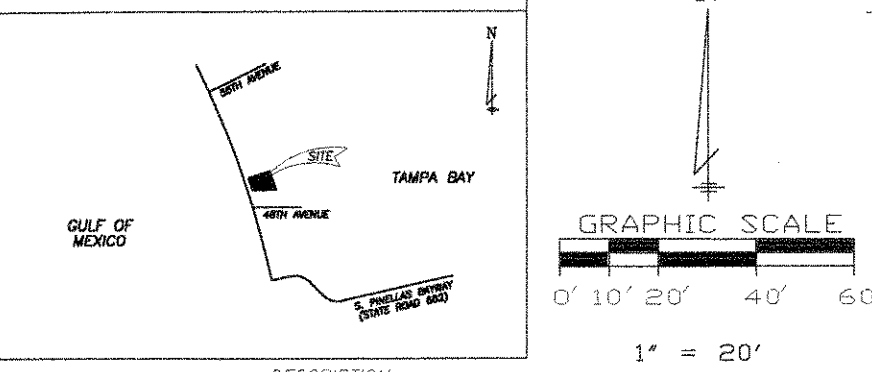 N
55TH AVENUE
SITE
TAMPA BAY
48TH AVENUE
GULF OF
MEXICO
S. PINELLAS BAYWAY
(STATE ROAD 682)
GRAPHIC SCALE
0' 10' 20' 40' 60
1" = 20'
DESCRIPTION